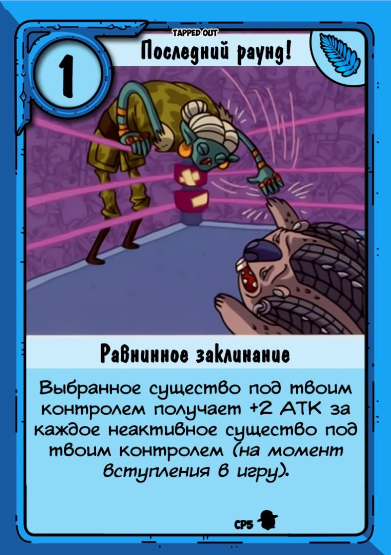 TAPPED OUT
1
Последний раунд!
Равнинное заклинание
Выбранное существо под твоим
контролем получает +2 АТК за
каждое неактивное существо под
твоим контролем (на момент
вступления в игру).
CP5